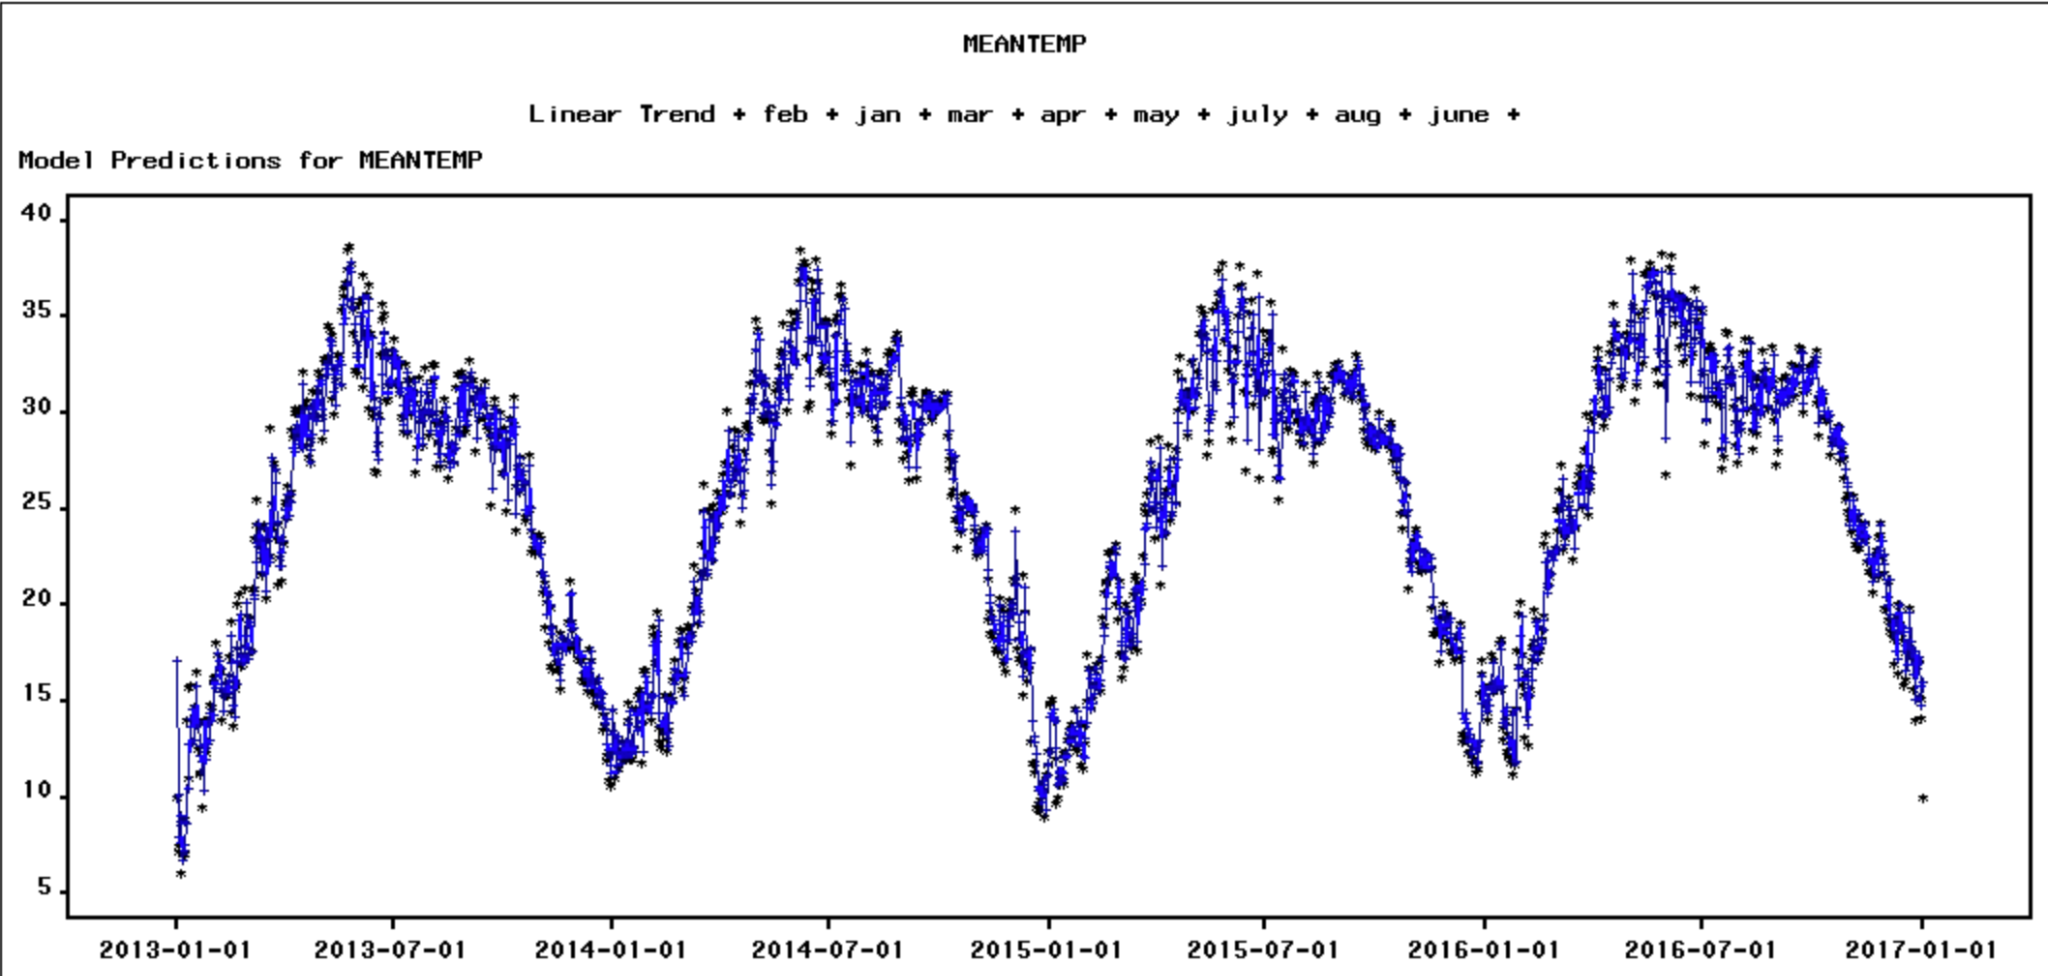 MEANTEMP
Linear Trend + feb + jan + mar + apr + may + july + aug + june +
Model Predictions for MEANTEMP
40
35
30
25
20
15
10
5
2013-01-01 2013-07-01 2014-01-01 2014-07-01 2015-01-01 2015-07-01 2016-01-01 2016-07-01 2017-01-01